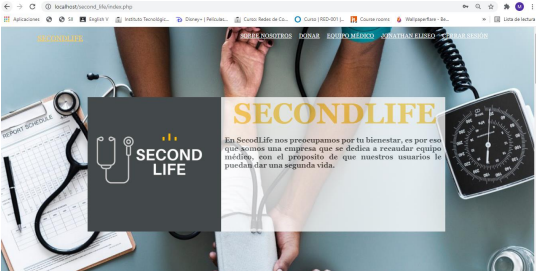 localhost/second_life/index.php
Aplicaciones
English V
Instituto Tecnológic...
Disney+ | Películas...
Cursor Redes de Co...
Curso | RED-901 J...
Course rooms
Wallpaperflare - Be...
Lista de lectura
SECONDLIFE
SOBRE NOSOTROS DONAR EQUIPO MÉDICO JONATHAN ELISEO CERRAR SESIÓN
REPORT SCHEDULE
SECOND
LIFE
SECONDLIFE
En SecodLife nos preocupamos por tu bienestar, es por eso
que somos una empresa que se dedica a recaudar equipo
médico, con el proposito de que nuestros usuarios le
puedan dar una segunda vida.